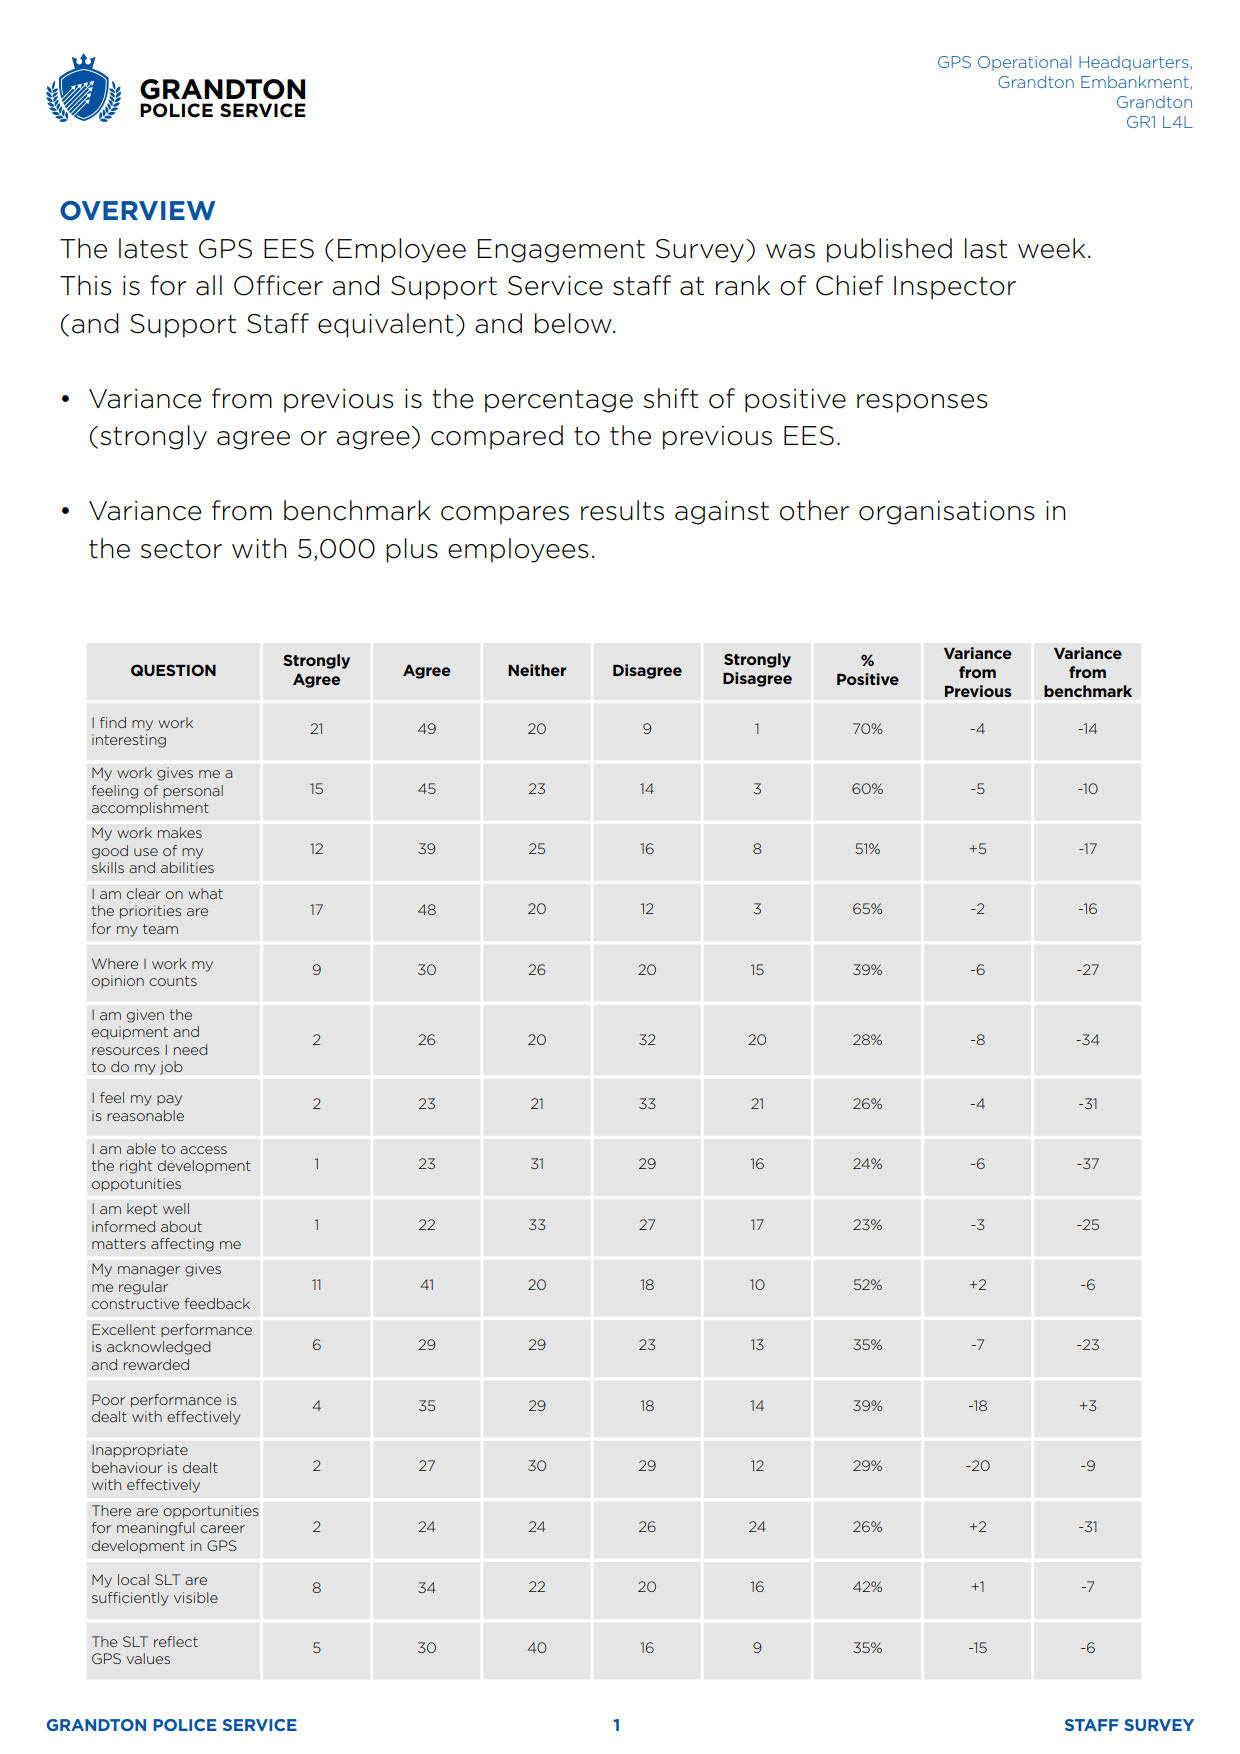 GRANDTON
POLICE SERVICE
GPS Operational Headquarters,
Grandton Embankment,
Grandton
GR1 L4L
OVERVIEW
The latest GPS EES (Employee Engagement Survey) was published last week.
This is for all Officer and Support Service staff at rank of Chief Inspector
(and Support Staff equivalent) and below.
• Variance from previous is the percentage shift of positive responses
(strongly agree or agree) compared to the previous EES.
• Variance from benchmark compares results against other organisations in
the sector with 5,000 plus employees.
QUESTION Strongly Agree Agree Neither Disagree Strongly Disagree % Positive Variance from Previous Variance from benchmark
I find my work
interesting 21 49 20 9 1 70% -4 -14
My work gives me a
feeling of personal
accomplishment 15 45 23 14 3 60% -5 -10
My work makes
good use of my
skills and abilities 12 39 25 16 8 51% +5 -17
I am clear on what
the priorities are
for my team 17 48 20 12 3 65% -2 -16
Where I work my
opinion counts 9 30 26 20 15 39% -6 -27
I am given the
equipment and
resources I need
to do my job 2 26 20 32 20 28% -8 -34
I feel my pay
is reasonable 2 23 21 33 21 26% -4 -31
I am able to access
the right development
oppotunities 1 23 31 29 16 24% -6 -37
I am kept well
informed about
matters affecting me 1 22 33 27 17 23% -3 -25
My manager gives
me regular
constructive feedback 11 41 20 18 10 52% +2 -6
Excellent performance
is acknowledged
and rewarded 6 29 29 23 13 35% -7 -23
Poor performance is
dealt with effectively 4 35 29 18 14 39% -18 +3
Inappropriate
behaviour is dealt
with effectively 2 27 30 29 12 29% -20 -9
There are opportunities
for meaningful career
development in GPS 2 24 24 26 24 26% +2 -31
My local SLT are
sufficiently visible 8 34 22 20 16 42% +1 -7
The SLT reflect
GPS values 5 30 40 16 9 35% -15 -6
GRANDTON POLICE SERVICE 1 STAFF SURVEY